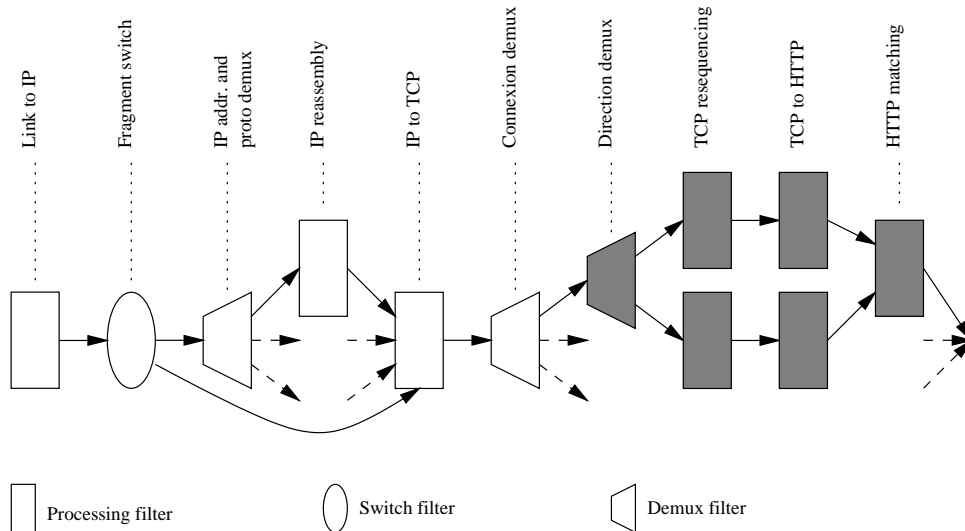 Link to IP
Fragment switch
IP addr. and
proto demux
IP reassembly
IP to TCP
Connexion demux
Direction demux
TCP resequencing
TCP to HTTP
HTTP matching
Processing filter
Switch filter
Demux filter